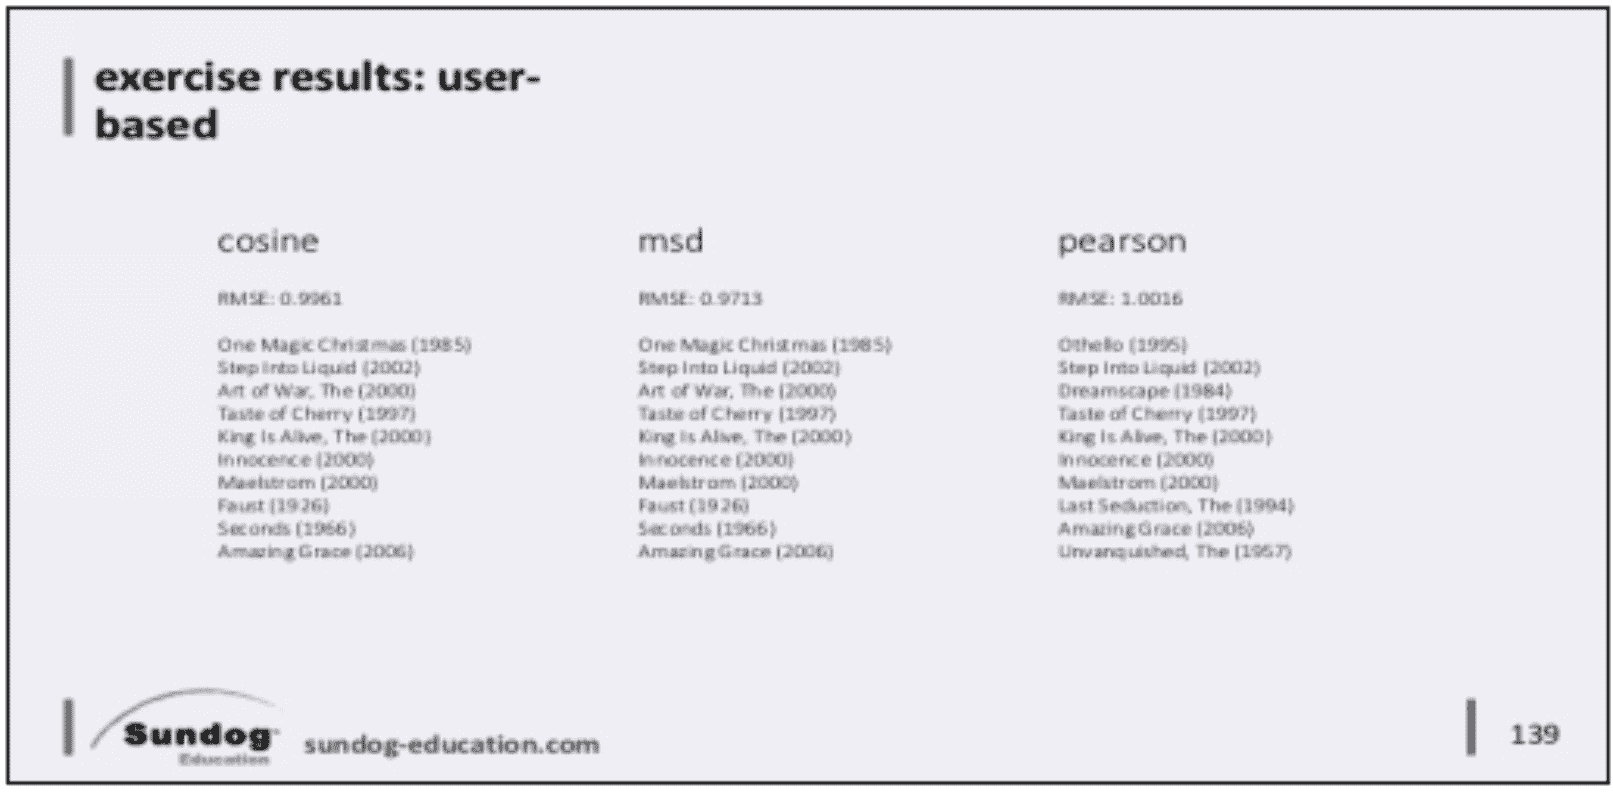 exercise results: user-
based
cosine
RMSE: 0.9961
One Magic Christmas (1985)
Step Into Liquid (2002)
Art of War, The (2000)
Taste of Cherry (1997)
King Is Alive, The (2000)
Innocence (2000)
Maelstrom (2000)
Faust (1926)
Seconds (1966)
Amazing Grace (2006)
msd
RMSE: 0.9713
One Magic Christmas (1985)
Step Into Liquid (2002)
Art of War, The (2000)
Taste of Cherry (1997)
King Is Alive, The (2000)
Innocence (2000)
Maelstrom (2000)
Faust (1926)
Seconds (1966)
Amazing Grace (2006)
pearson
RMSE: 1.0016
Othello (1995)
Step Into Liquid (2002)
Dreamscape (1984)
Taste of Cherry (1997)
King Is Alive, The (2000)
Innocence (2000)
Maelstrom (2000)
Last Seduction, The (1994)
Amazing Grace (2006)
Unvanquished, The (1957)
Sundog
Education
sundog-education.com
139